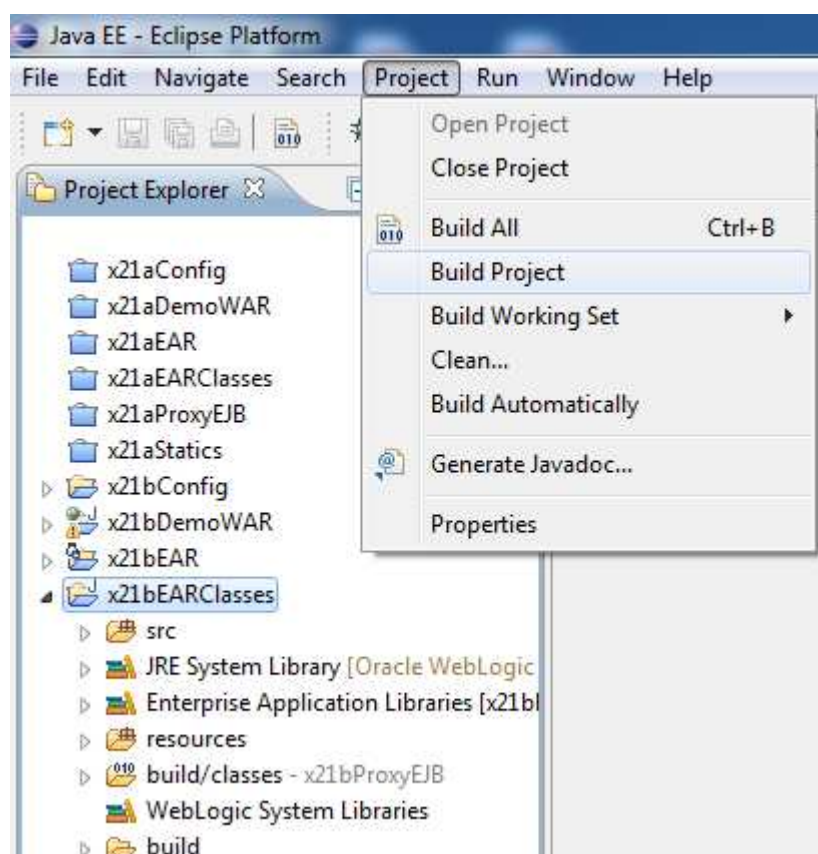 Java EE - Eclipse Platform
File Edit Navigate Search Project Run Window Help
Open Project
Close Project
Build All Ctrl+B
Build Project
Build Working Set
Clean...
Build Automatically
Generate Javadoc...
Properties
Project Explorer
x21aConfig
x21aDemoWAR
x21aEAR
x21aEARClasses
x21aProxyEJB
x21aStatics
x21bConfig
x21bDemoWAR
x21bEAR
x21bEARClasses
src
JRE System Library [Oracle WebLogic
Enterprise Application Libraries [x21b
resources
build/classes - x21bProxyEJB
WebLogic System Libraries
build